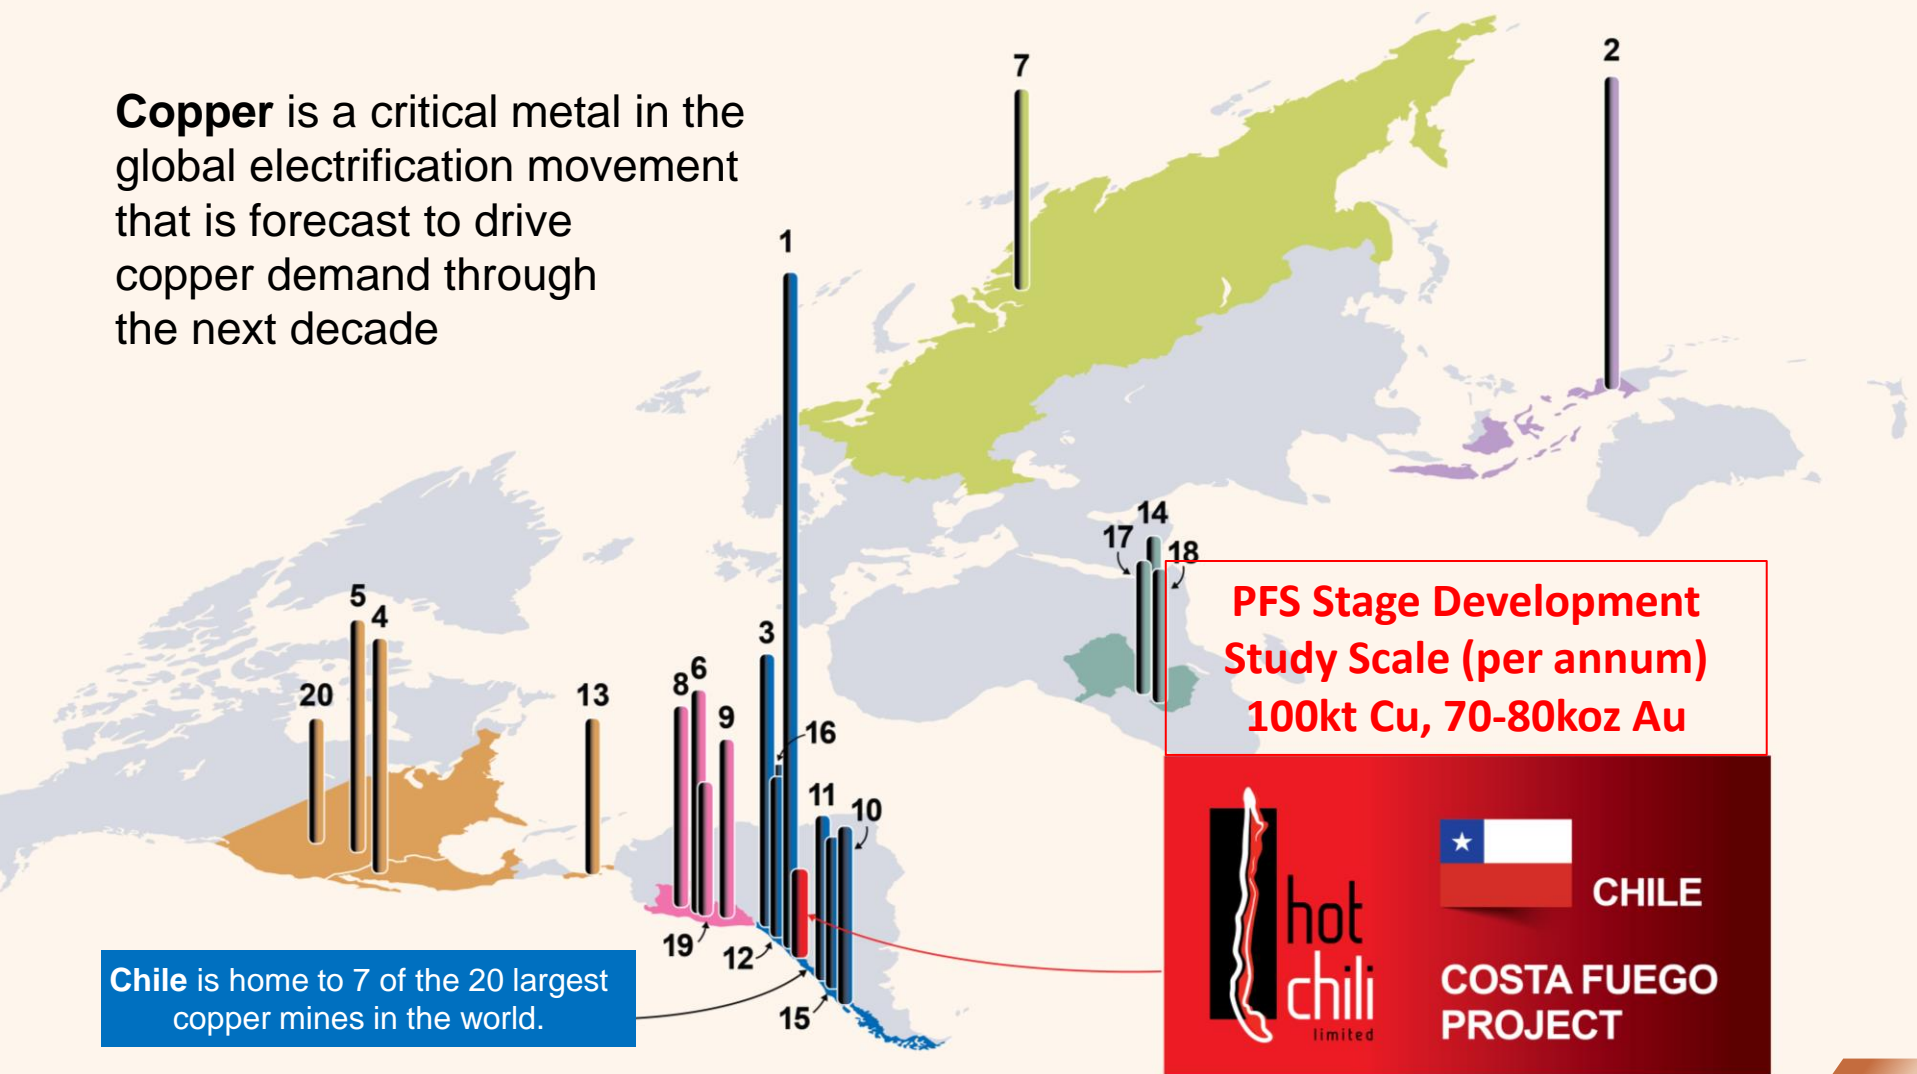 Copper is a critical metal in the
global electrification movement
that is forecast to drive
copper demand through
the next decade
7
2
1
14
17
18
5
4
20
13
3
6
8
9
16
11
10
19
12
15
PFS Stage Development
Study Scale (per annum)
100kt Cu, 70-80koz Au
hot
chili
limited
CHILE
COSTA FUEGO
PROJECT
Chile is home to 7 of the 20 largest
copper mines in the world.